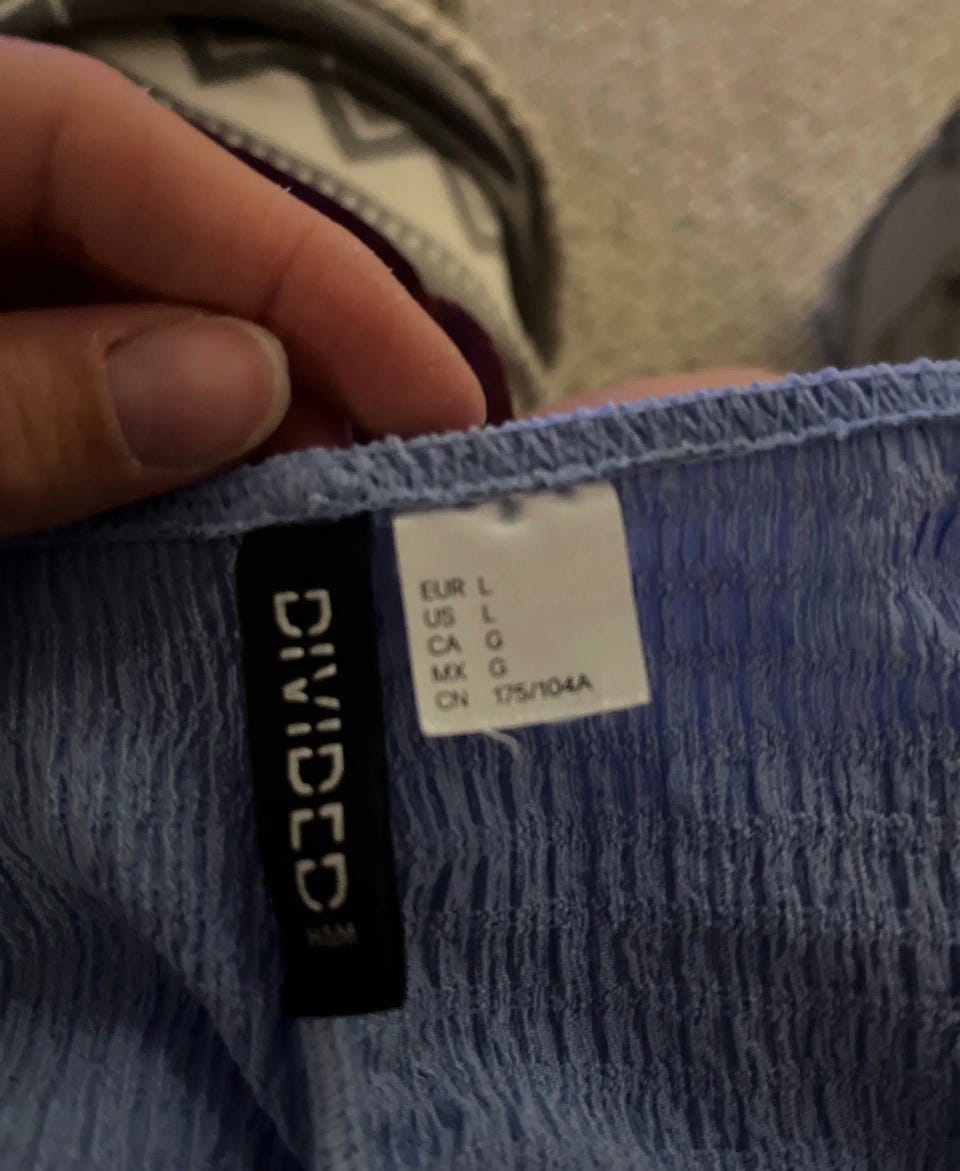 DIVIDED
H&M
EUR L
US L
CA G
MX G
CN 175/104A